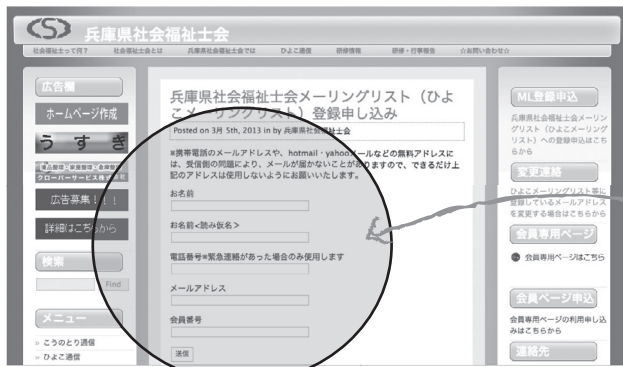 兵庫県社会福祉士会
社会福祉士って何?
社会福祉士会とは
兵庫県社会福祉士会では
ひよこ通信
研修情報
研修・行事報告
☆お問い合わせ☆
広告欄
ホームページ作成
うすぎ
クローバーサービス株式会社
広告募集!!!
詳細はこちらから
検索
Find
メニュー
» こうのとり通信
» ひよこ通信
兵庫県社会福祉士会メーリングリスト(ひよ
こメーリングリスト)登録申し込み
Posted on 3月 5th, 2013 in by 兵庫県社会福祉士会
※携帯電話のメールアドレスや、hotmail・yahooメールなどの無料アドレスに
は、受信側の問題により、メールが届かないことがありますので、できるだけ上
記のアドレスは使用しないようにお願いいたします。
お名前
お名前<読み仮名>
電話番号※緊急連絡があった場合のみ使用します
メールアドレス
会員番号
送信
ML登録申込
兵庫県社会福祉士会メーリン
グリスト(ひよこメーリング
リスト)への登録申込はこち
らから
変更連絡
ひよこメーリングリスト等に
登録しているメールアドレス
を変更する場合はこちらから
会員専用ページ
会員専用ページはこちら
会員ページ申込
会員専用ページの利用申し込
みはこちらから
連絡先